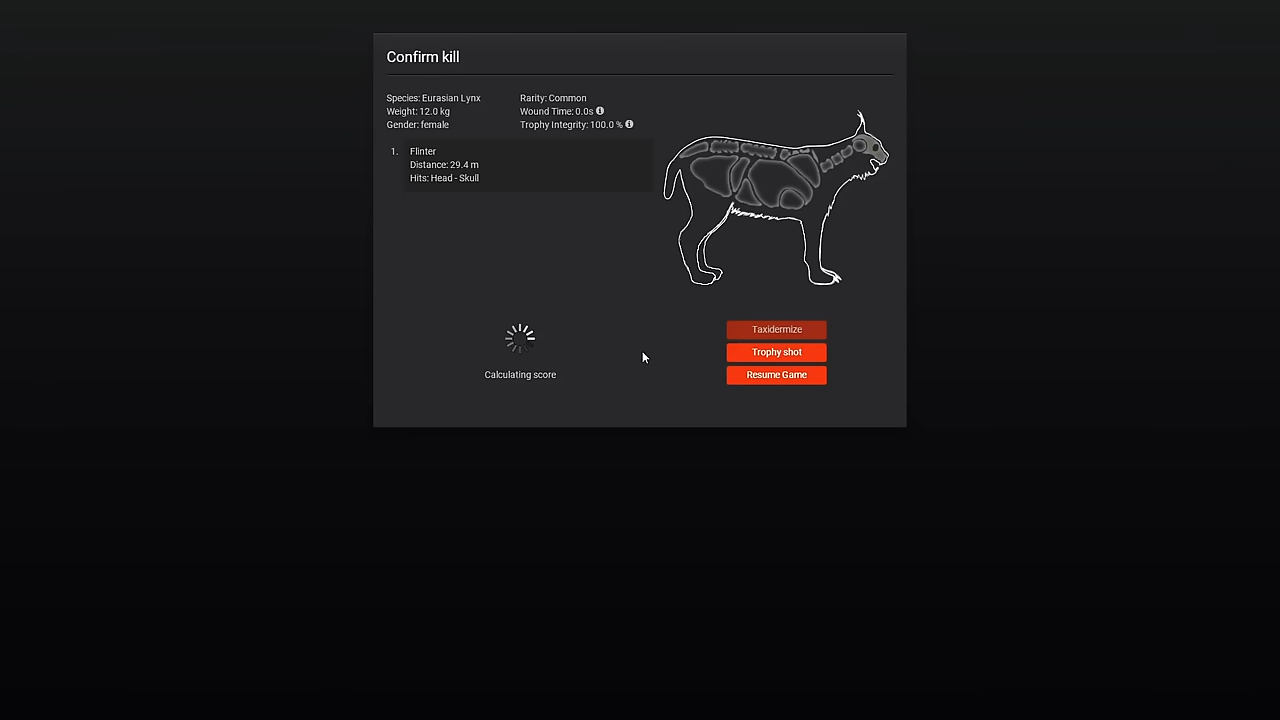 Confirm kill
Species: Eurasian Lynx
Weight: 12.0 kg
Gender: female
Rarity: Common
Wound Time: 0.0s
Trophy Integrity: 100.0 %
1. Flinter
Distance: 29.4 m
Hits: Head - Skull
Calculating score
Taxidermize
Trophy shot
Resume Game